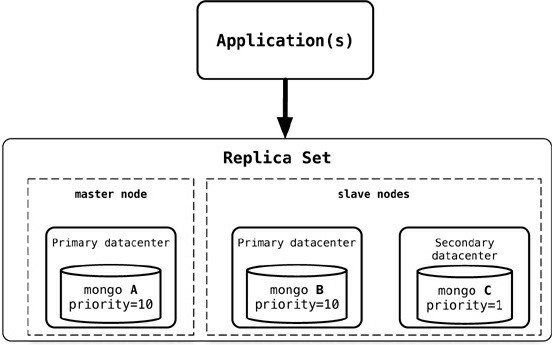 Application(s)
Replica Set
master node
slave nodes
Primary datacenter
mongo A
priority=10
Primary datacenter
mongo B
priority=10
Secondary
datacenter
mongo C
priority=1